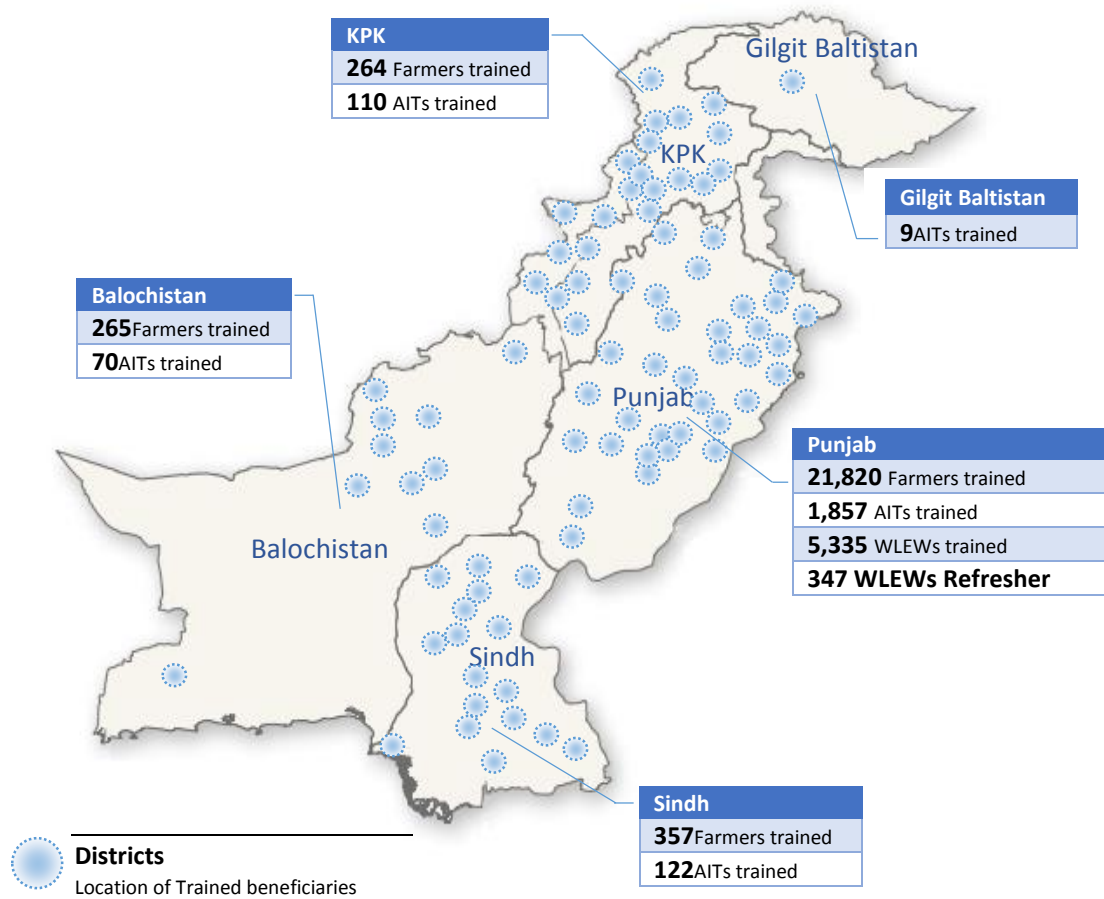 KPK
264 Farmers trained
110 AITs trained
Gilgit Baltistan
KPK
Gilgit Baltistan
9AITs trained
Balochistan
265Farmers trained
70AITs trained
Punjab
Punjab
21,820 Farmers trained
1,857 AITs trained
5,335 WLEWs trained
347 WLEWs Refresher
Balochistan
Sindh
Sindh
357Farmers trained
122AITs trained
Districts
Location of Trained beneficiaries